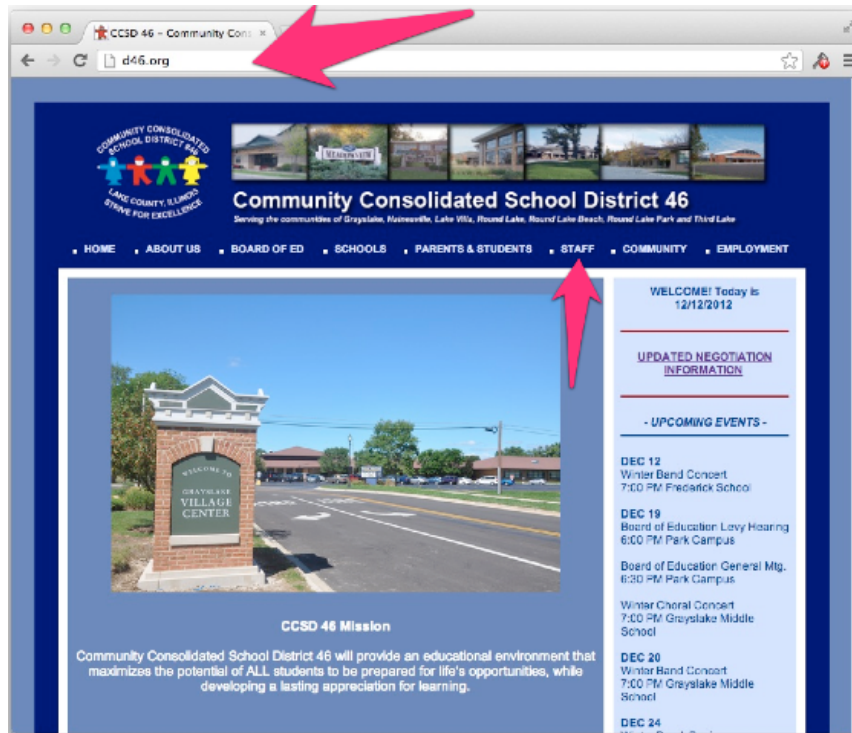 CCSD 46 – Community Cons
d46.org
COMMUNITY CONSOLIDATED
SCHOOL DISTRICT #46
LAKE COUNTY, ILLINOIS
STRIVE FOR EXCELLENCE
Community Consolidated School District 46
Serving the communities of Grayslake, Hainesville, Lake Villa, Round Lake, Round Lake Beach, Round Lake Park and Third Lake
HOME ABOUT US BOARD OF ED SCHOOLS PARENTS & STUDENTS STAFF COMMUNITY EMPLOYMENT
WELCOME TO
GRAYSLAKE
VILLAGE
CENTER
CCSD 46 Mission
Community Consolidated School District 46 will provide an educational environment that
maximizes the potential of ALL students to be prepared for life's opportunities, while
developing a lasting appreciation for learning.
WELCOME! Today is
12/12/2012
UPDATED NEGOTIATION
INFORMATION
- UPCOMING EVENTS -
DEC 12
Winter Band Concert
7:00 PM Frederick School
DEC 19
Board of Education Levy Hearing
6:00 PM Park Campus
Board of Education General Mtg.
6:30 PM Park Campus
Winter Choral Concert
7:00 PM Grayslake Middle
School
DEC 20
Winter Band Concert
7:00 PM Grayslake Middle
School
DEC 24